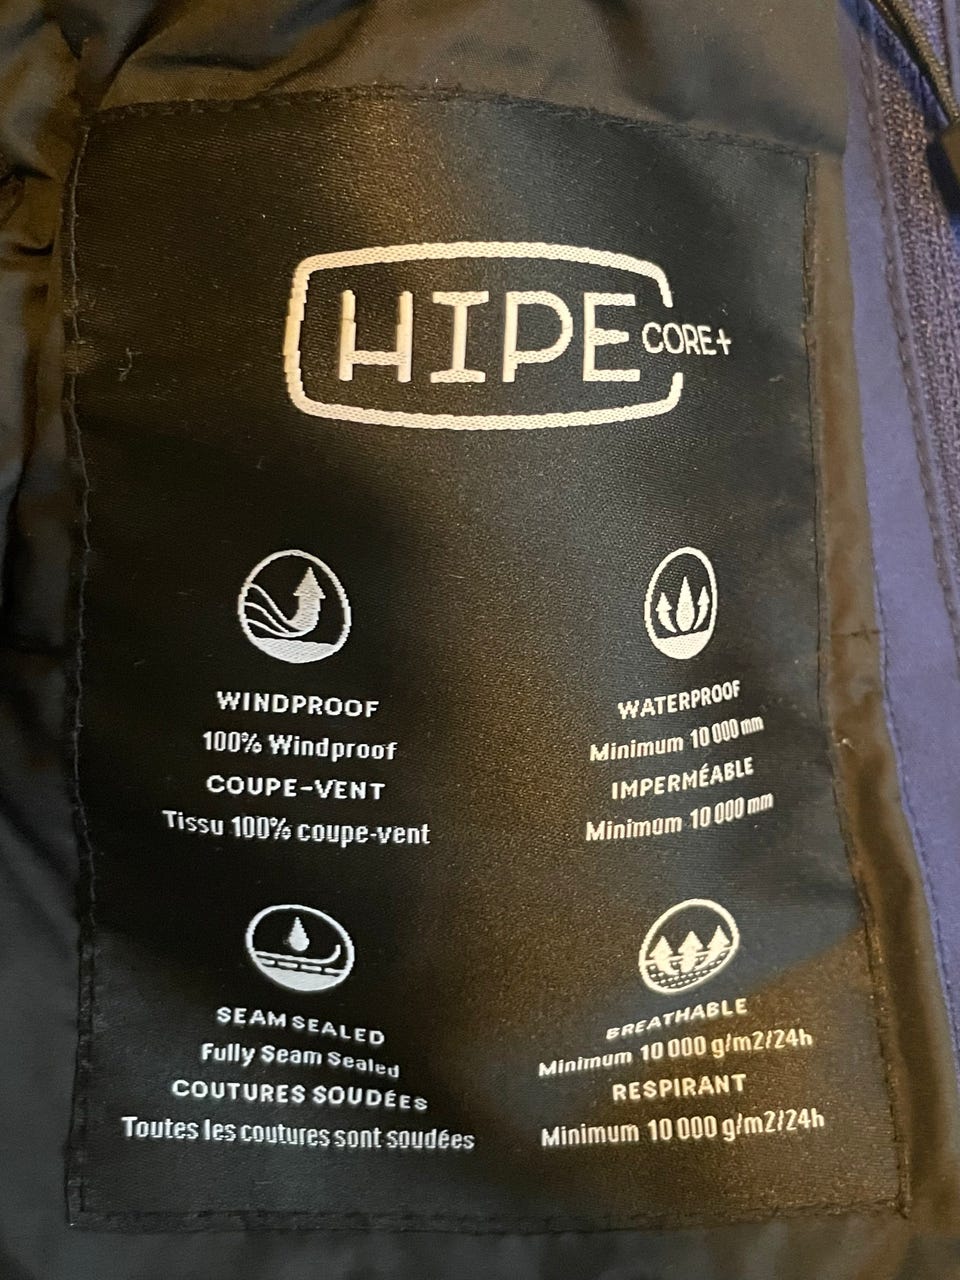 HIPE CORE+
WINDPROOF
100% Windproof
COUPE-VENT
Tissu 100% coupe-vent
WATERPROOF
Minimum 10 000 mm
IMPERMÉABLE
Minimum 10 000 mm
SEAM SEALED
Fully Seam Sealed
COUTURES SOUDÉES
Toutes les coutures sont soudées
BREATHABLE
Minimum 10 000 g/m2/24h
RESPIRANT
Minimum 10 000 g/m2/24h